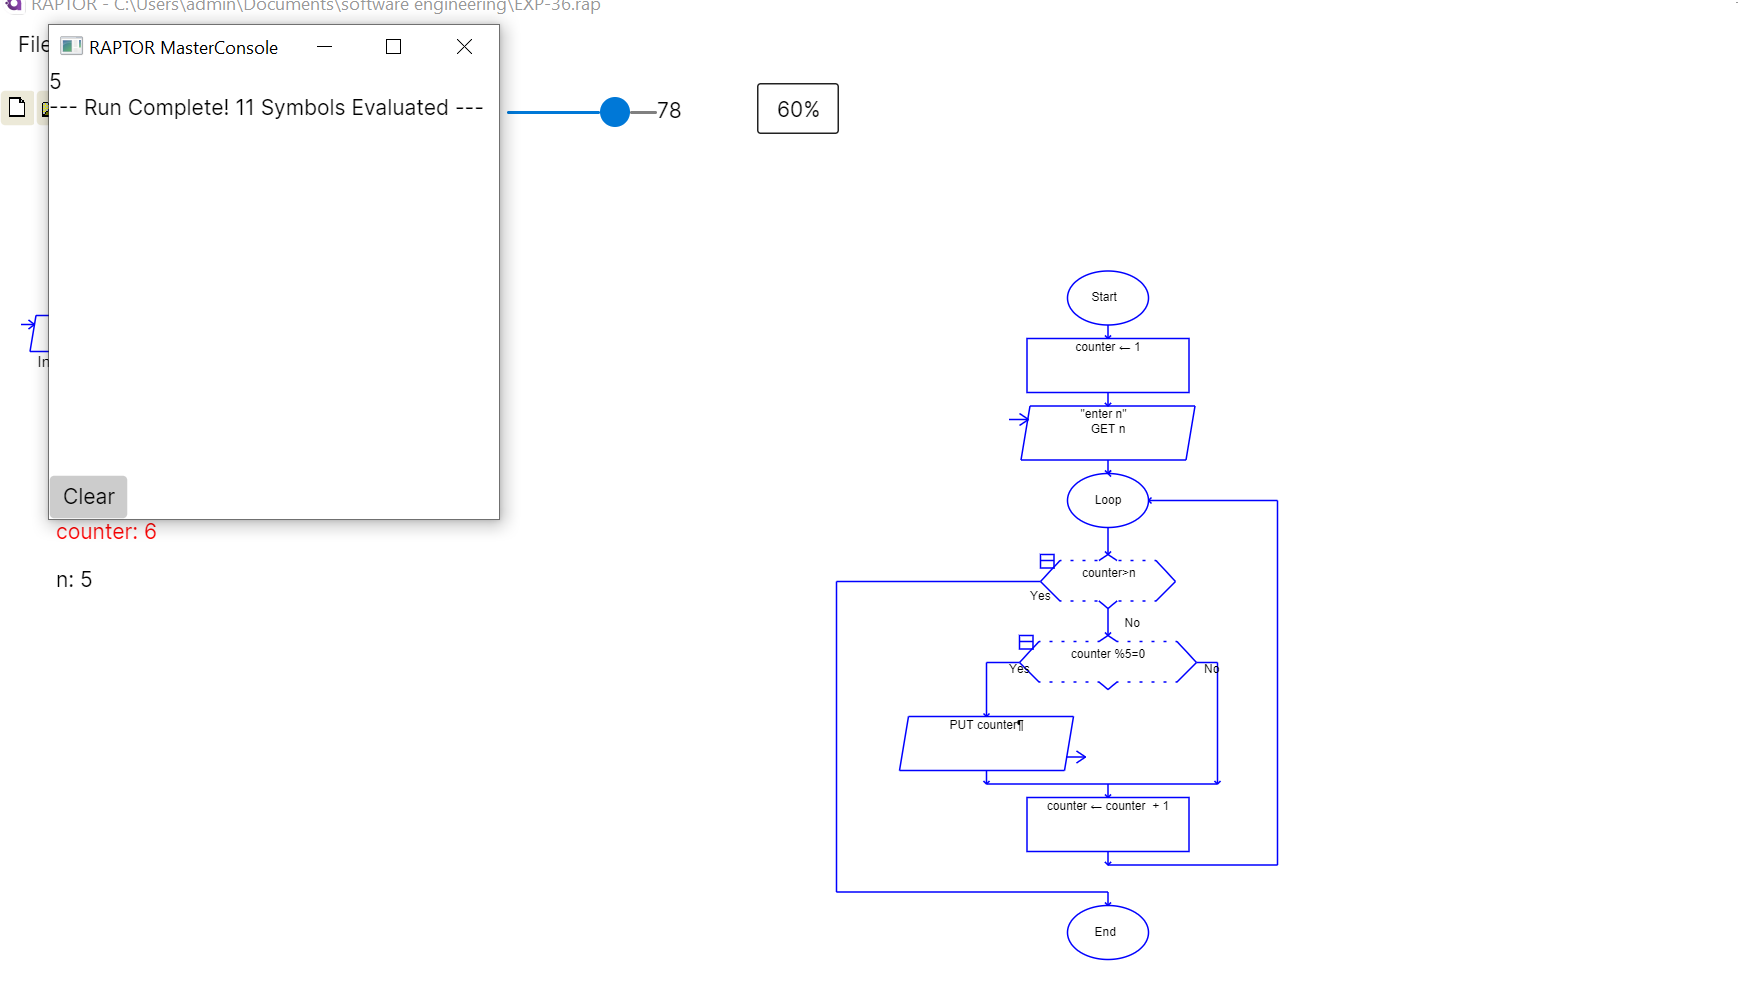 RAPTOR - C:\Users\admin\Documents\software engineering\EXP-36.rap
File
RAPTOR MasterConsole
5
--- Run Complete! 11 Symbols Evaluated ---
78
60%
Clear
counter: 6
n: 5
Start
counter ← 1
"enter n"
GET n
Loop
counter>n
Yes
No
counter %5=0
Yes
No
PUT counter¶
counter ← counter + 1
End